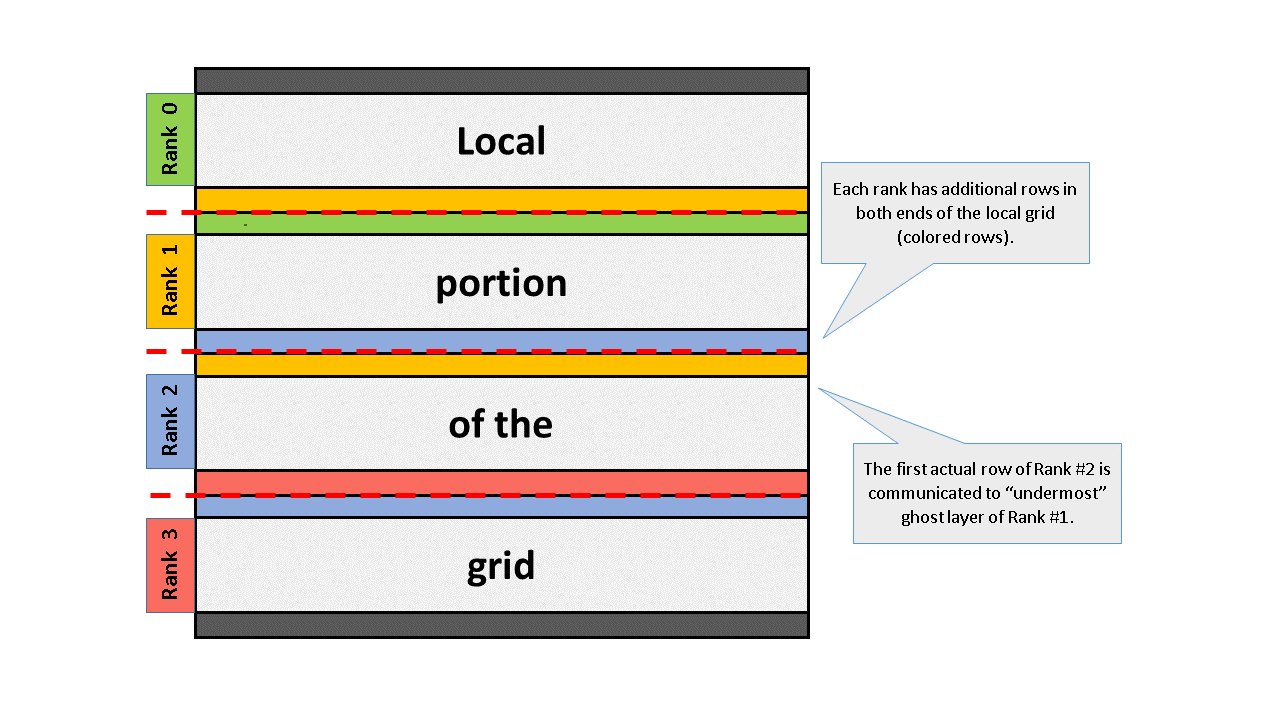 Rank 0
Local
Each rank has additional rows in
both ends of the local grid
(colored rows).
Rank 1
portion
Rank 2
of the
The first actual row of Rank #2 is
communicated to “undermost”
ghost layer of Rank #1.
Rank 3
grid